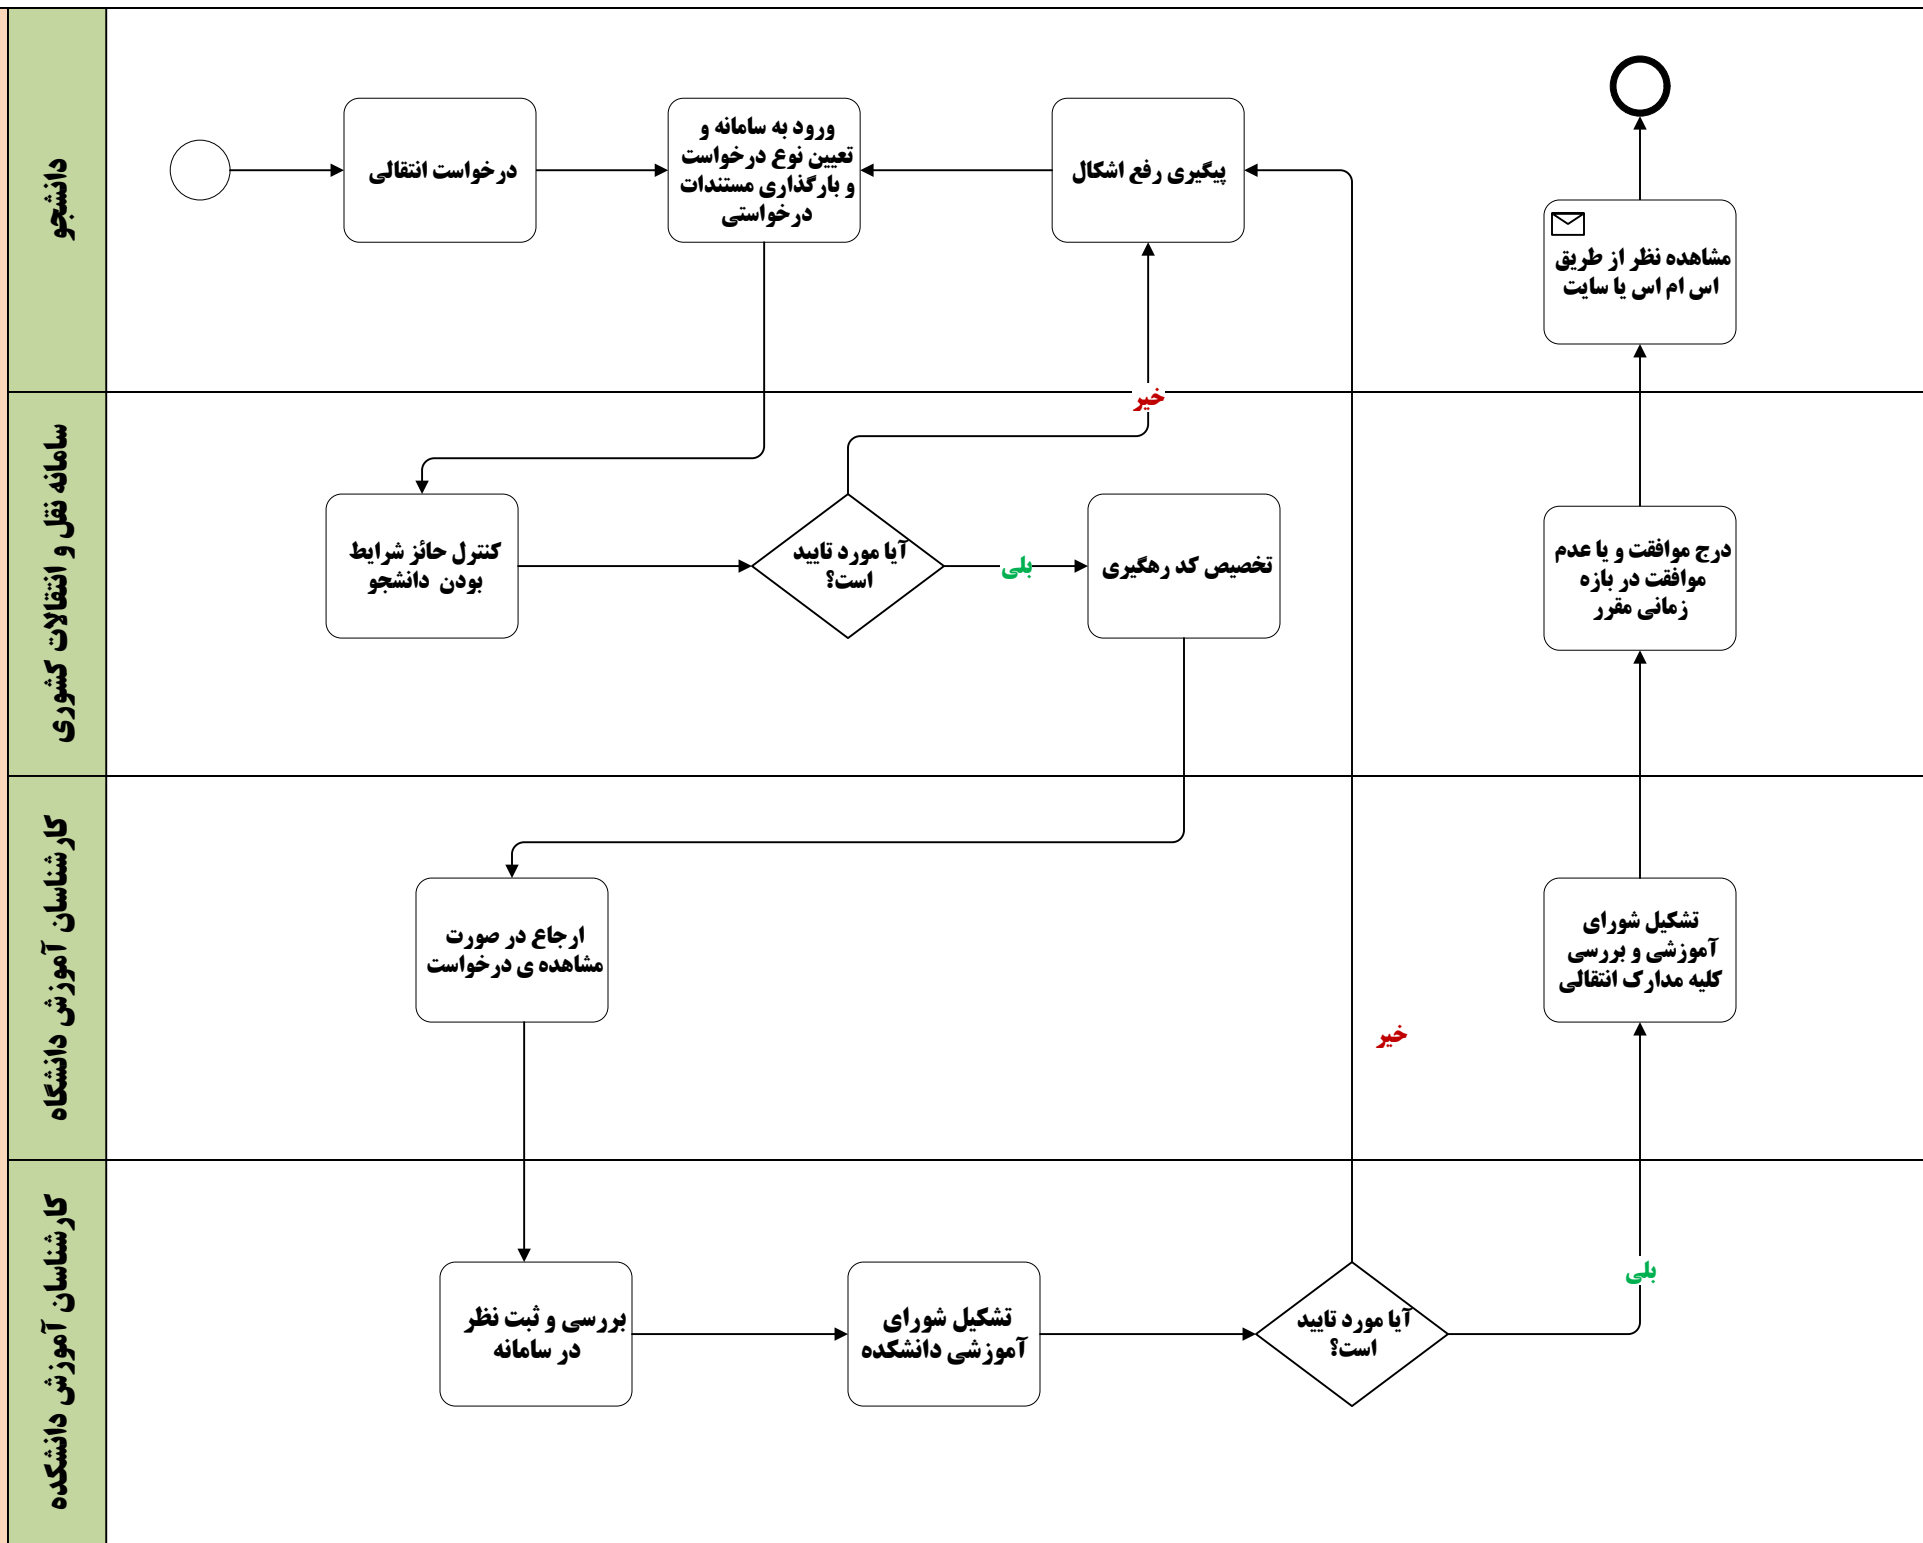 دانشجو
درخواست انتقالی
ورود به سامانه و
تعیین نوع درخواست
و بارگذاری مستندات
درخواستی
پیگیری رفع اشکال
مشاهده نظر از طریق
اس ام اس یا سایت
خیر
سامانه نقل و انتقالات کشوری
کنترل حائز شرایط
بودن دانشجو
آیا مورد تایید
است؟
بلی
تخصیص کد رهگیری
درج موافقت و یا عدم
موافقت در بازه
زمانی مقرر
کارشناسان آموزش دانشگاه
ارجاع در صورت
مشاهده ی درخواست
خیر
تشکیل شورای
آموزشی و بررسی
کلیه مدارک انتقالی
کارشناسان آموزش دانشکده
بررسی و ثبت نظر
در سامانه
تشکیل شورای
آموزشی دانشکده
آیا مورد تایید
است؟
بلی